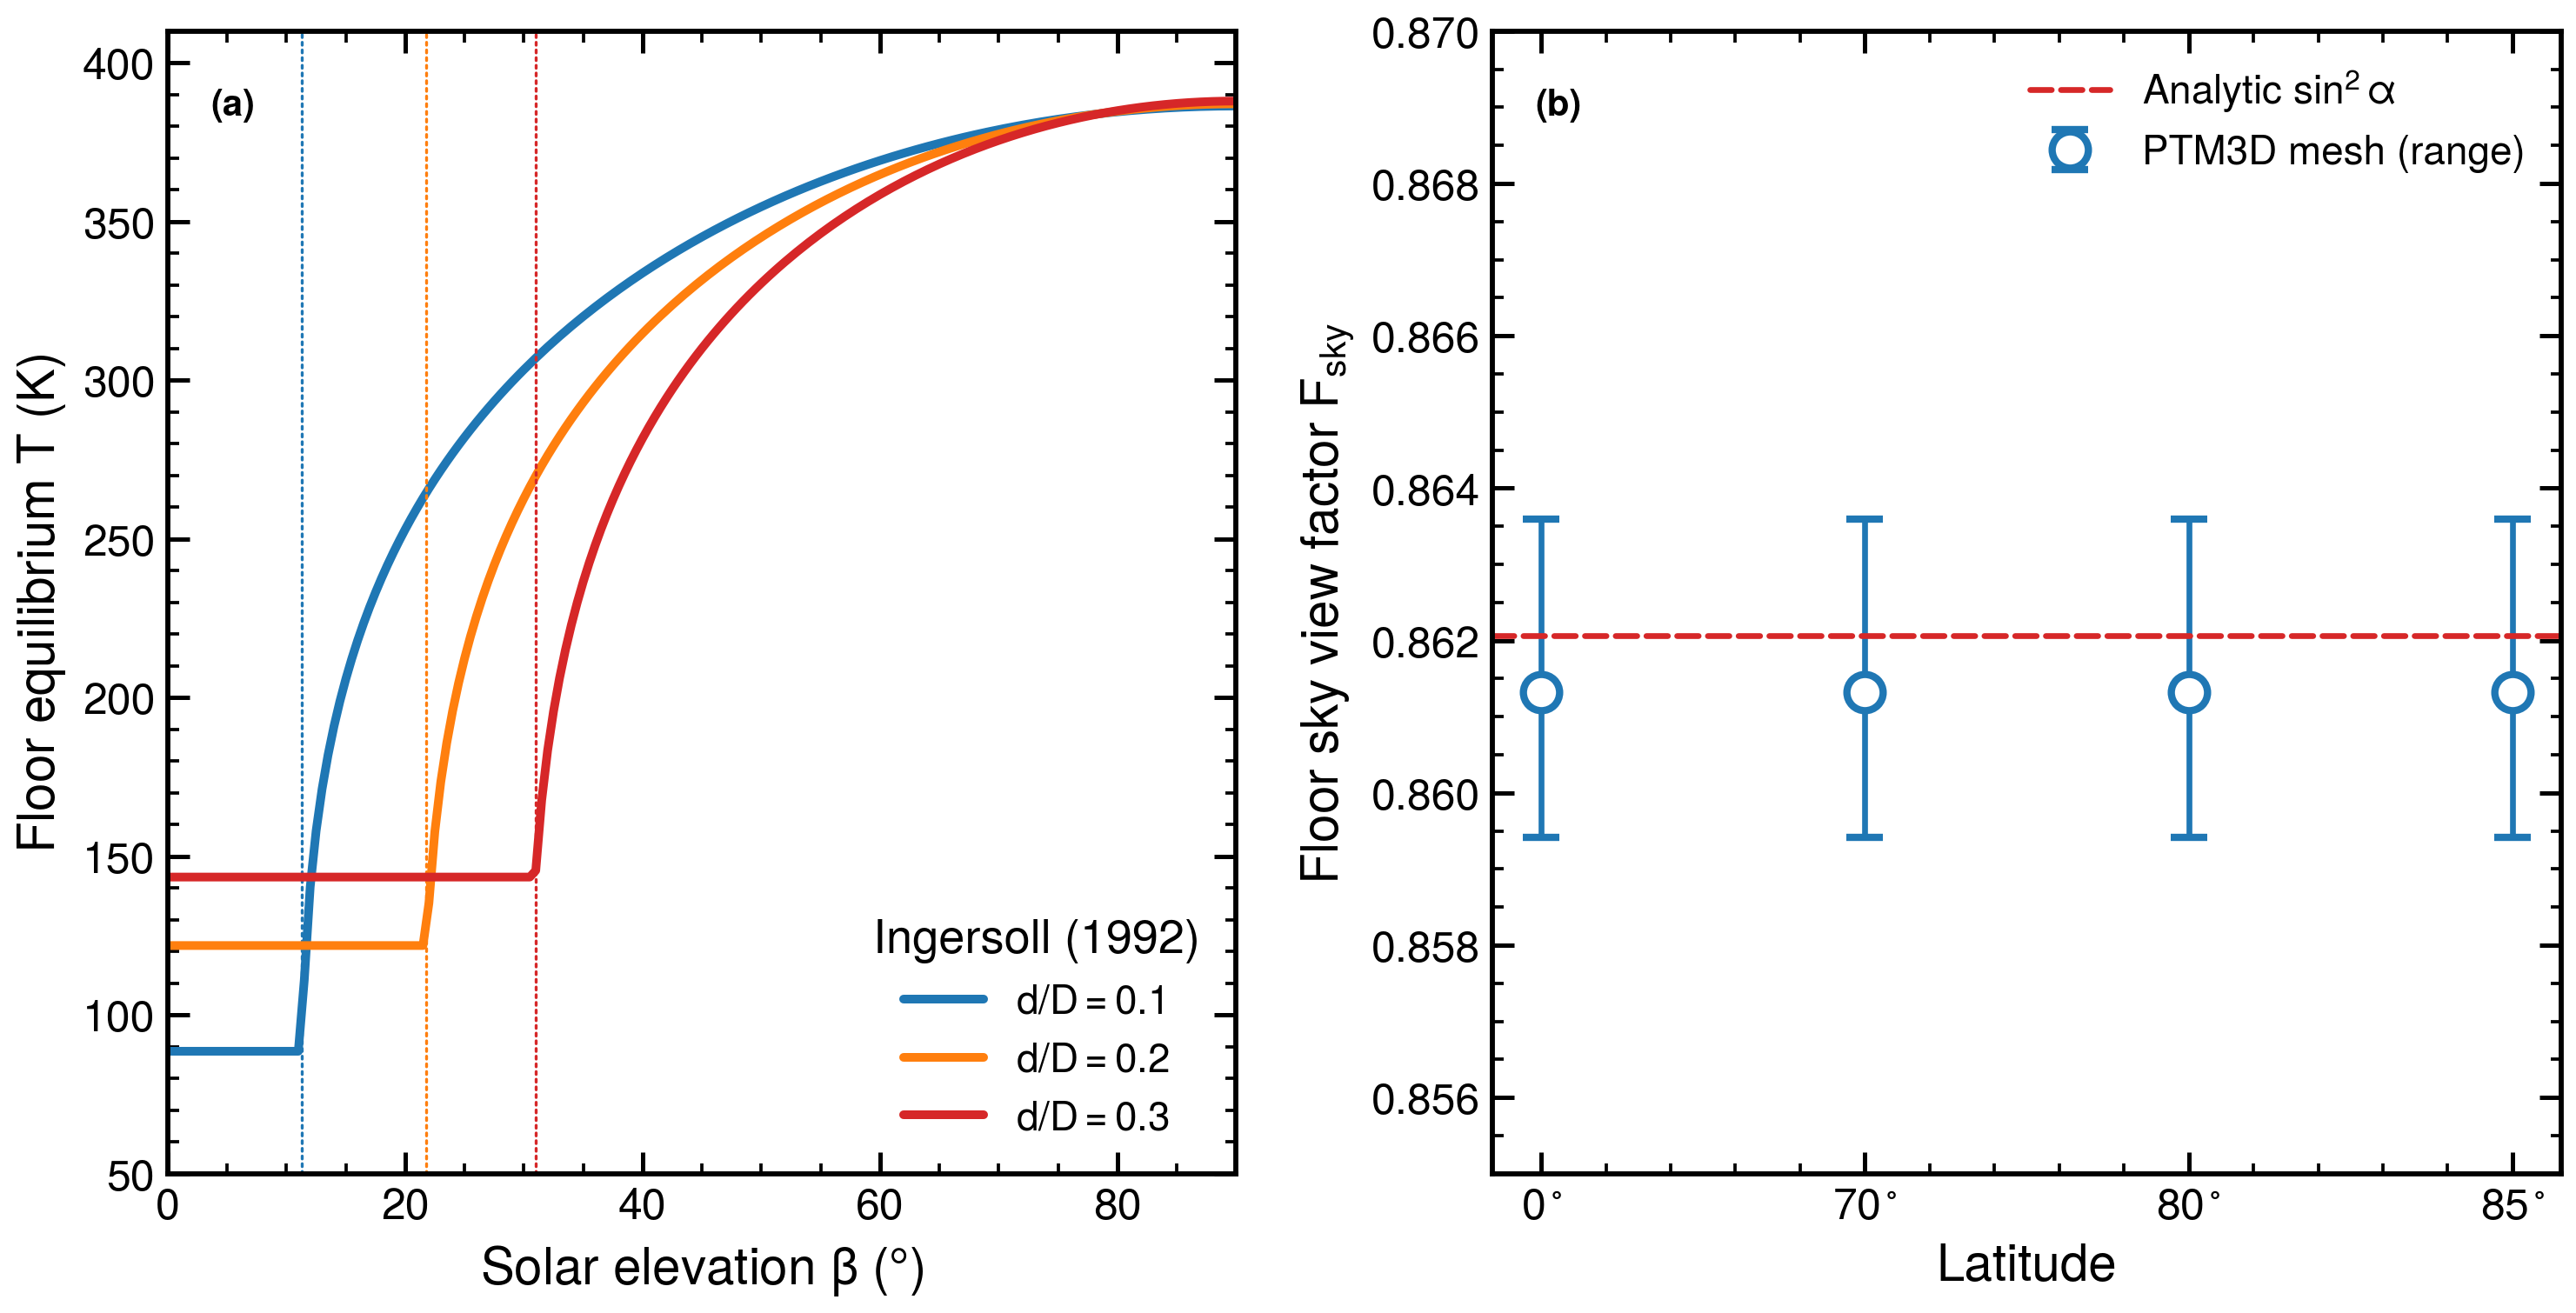 (a)
Floor equilibrium T (K)
400
350
300
250
200
150
100
50
0
20
40
60
80
Solar elevation β (°)
Ingersoll (1992)
d/D = 0.1
d/D = 0.2
d/D = 0.3
(b)
Floor sky view factor F_sky
0.870
0.868
0.866
0.864
0.862
0.860
0.858
0.856
0°
70°
80°
85°
Latitude
Analytic sin² α
PTM3D mesh (range)